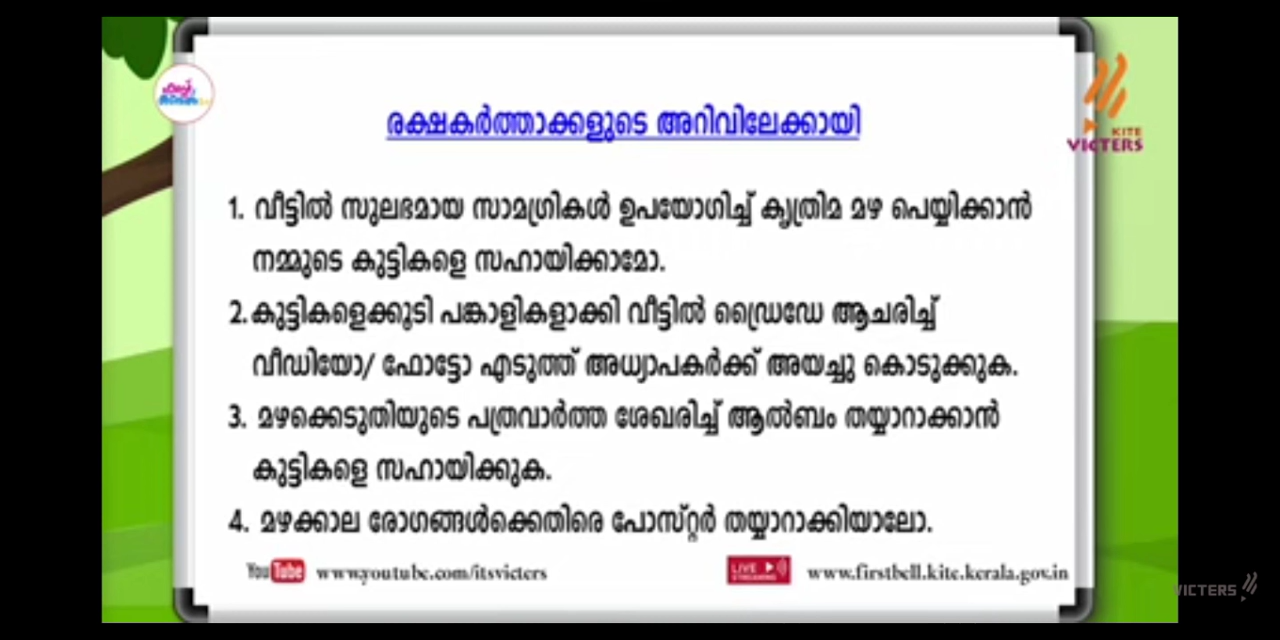 രക്ഷകർത്താക്കളുടെ അറിവിലേക്കായി
KITE
VICTERS
1. വീട്ടിൽ സുലഭമായ സാമഗ്രികൾ ഉപയോഗിച്ച് കൃത്രിമ മഴ പെയ്യിക്കാൻ
നമ്മുടെ കുട്ടികളെ സഹായിക്കാമോ.
2.കുട്ടികളെക്കൂടി പങ്കാളികളാക്കി വീട്ടിൽ ഡ്രൈഡേ ആചരിച്ച്
വീഡിയോ/ ഫോട്ടോ എടുത്ത് അധ്യാപകർക്ക് അയച്ചു കൊടുക്കുക.
3. മഴക്കെടുതിയുടെ പത്രവാർത്ത ശേഖരിച്ച് ആൽബം തയ്യാറാക്കാൻ
കുട്ടികളെ സഹായിക്കുക.
4. മഴക്കാല രോഗങ്ങൾക്കെതിരെ പോസ്റ്റർ തയ്യാറാക്കിയാലോ.
YouTube www.youtube.com/itsvicters LIVE STREAMING www.firstbell.kite.kerala.gov.in
VICTERS